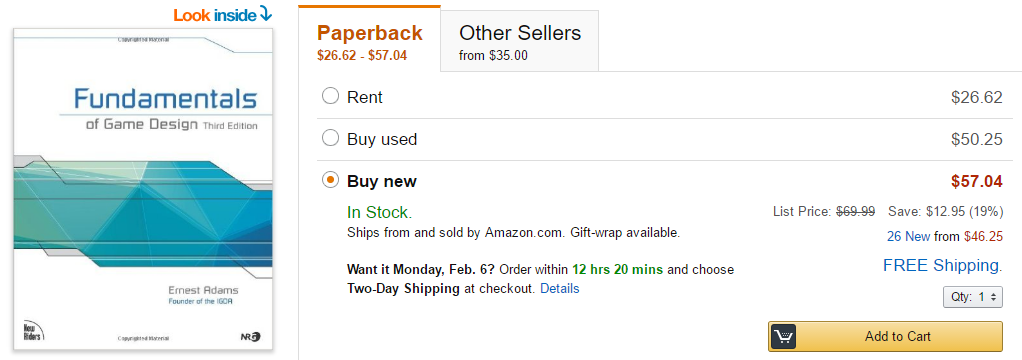 Look inside
Copyrighted Material
Fundamentals
of Game Design Third Edition
Ernest Adams
Founder of the IGDA
New
Riders
Copyrighted Material
NRG
Paperback
$26.62 - $57.04
Other Sellers
from $35.00
Rent
$26.62
Buy used
$50.25
Buy new
$57.04
In Stock.
List Price: $69.99 Save: $12.95 (19%)
Ships from and sold by Amazon.com. Gift-wrap available.
26 New from $46.25
FREE Shipping.
Want it Monday, Feb. 6? Order within 12 hrs 20 mins and choose
Two-Day Shipping at checkout. Details
Qty: 1
Add to Cart